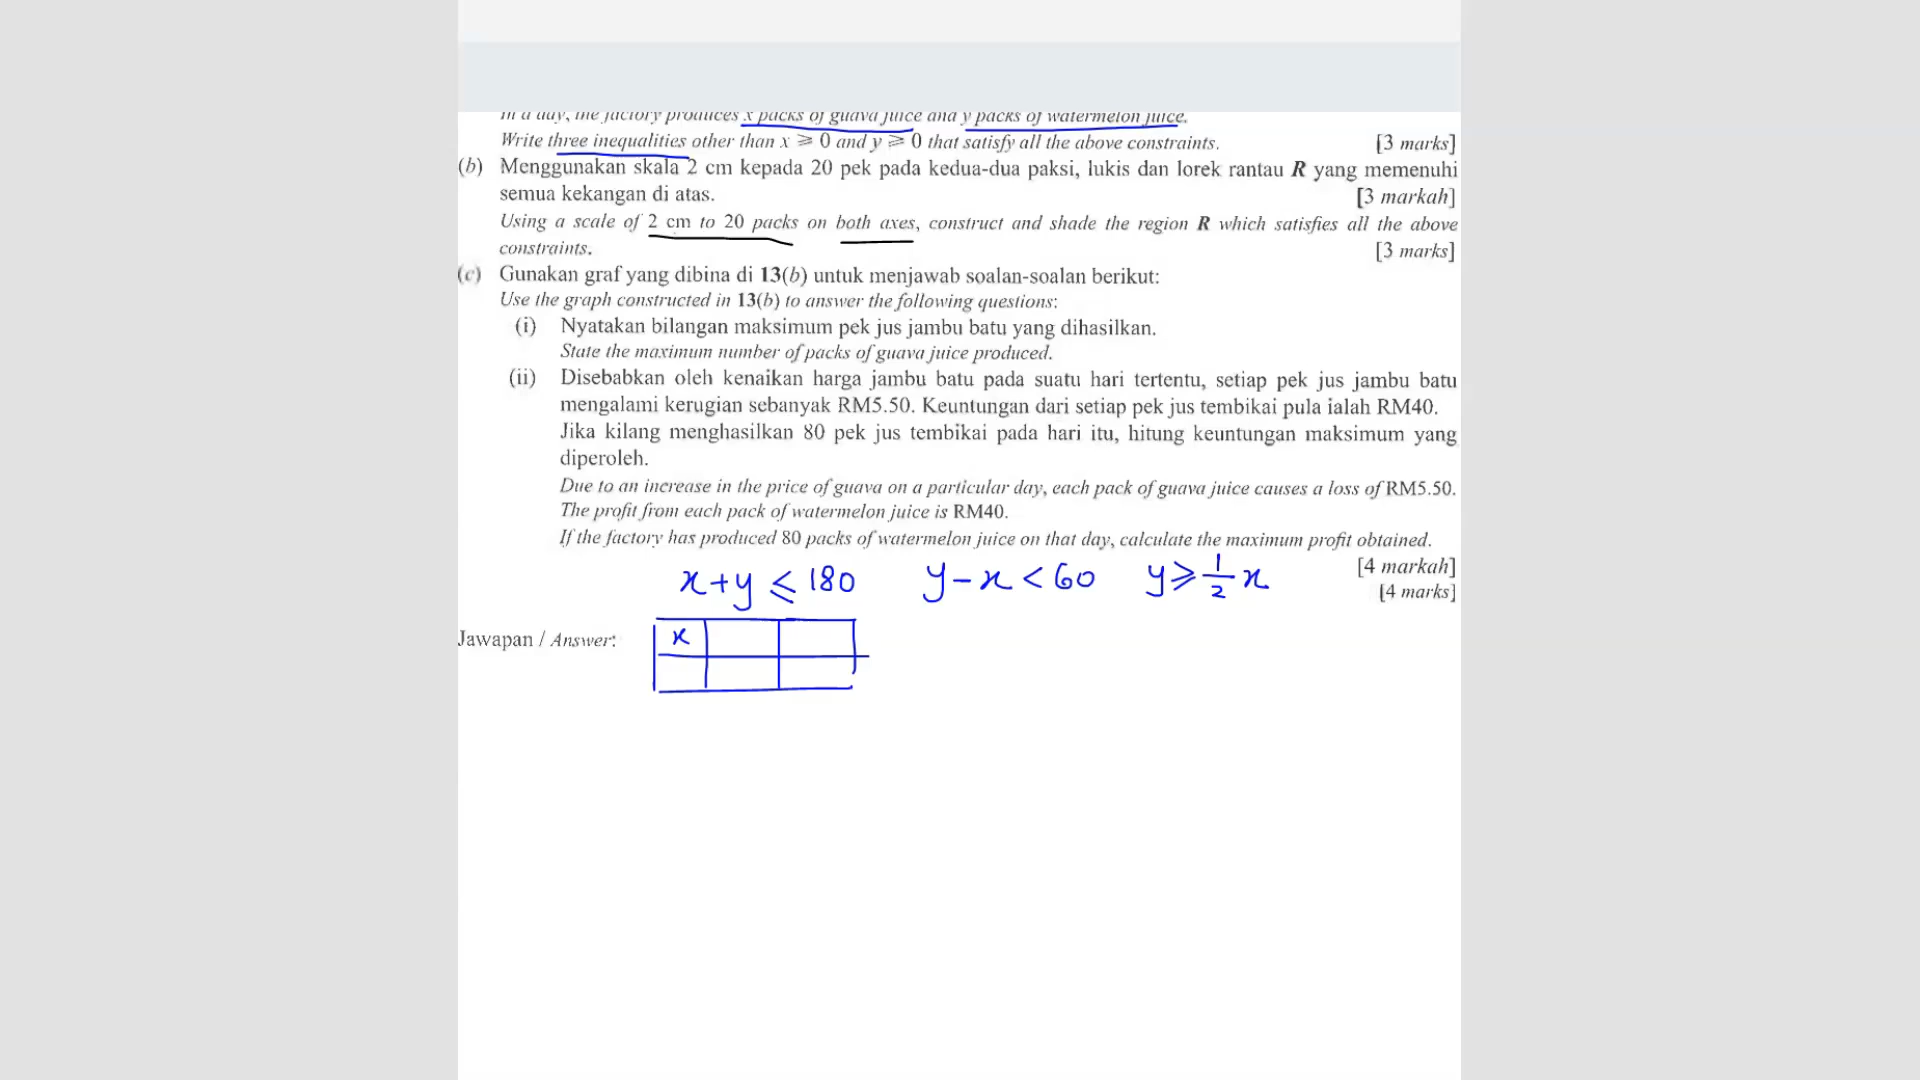 In a day, the factory produces x packs of guava juice and y packs of watermelon juice.
Write three inequalities other than x ⩾ 0 and y ⩾ 0 that satisfy all the above constraints. [3 marks]
(b) Menggunakan skala 2 cm kepada 20 pek pada kedua-dua paksi, lukis dan lorek rantau R yang memenuhi
semua kekangan di atas. [3 markah]
Using a scale of 2 cm to 20 packs on both axes, construct and shade the region R which satisfies all the above
constraints. [3 marks]
(c) Gunakan graf yang dibina di 13(b) untuk menjawab soalan-soalan berikut:
Use the graph constructed in 13(b) to answer the following questions:
(i) Nyatakan bilangan maksimum pek jus jambu batu yang dihasilkan.
State the maximum number of packs of guava juice produced.
(ii) Disebabkan oleh kenaikan harga jambu batu pada suatu hari tertentu, setiap pek jus jambu batu
mengalami kerugian sebanyak RM5.50. Keuntungan dari setiap pek jus tembikai pula ialah RM40.
Jika kilang menghasilkan 80 pek jus tembikai pada hari itu, hitung keuntungan maksimum yang
diperoleh.
Due to an increase in the price of guava on a particular day, each pack of guava juice causes a loss of RM5.50.
The profit from each pack of watermelon juice is RM40.
If the factory has produced 80 packs of watermelon juice on that day, calculate the maximum profit obtained.
[4 markah]
[4 marks]
x+y ⩽ 180 y-x < 60 y ⩾ 1/2 x
Jawapan / Answer:
x